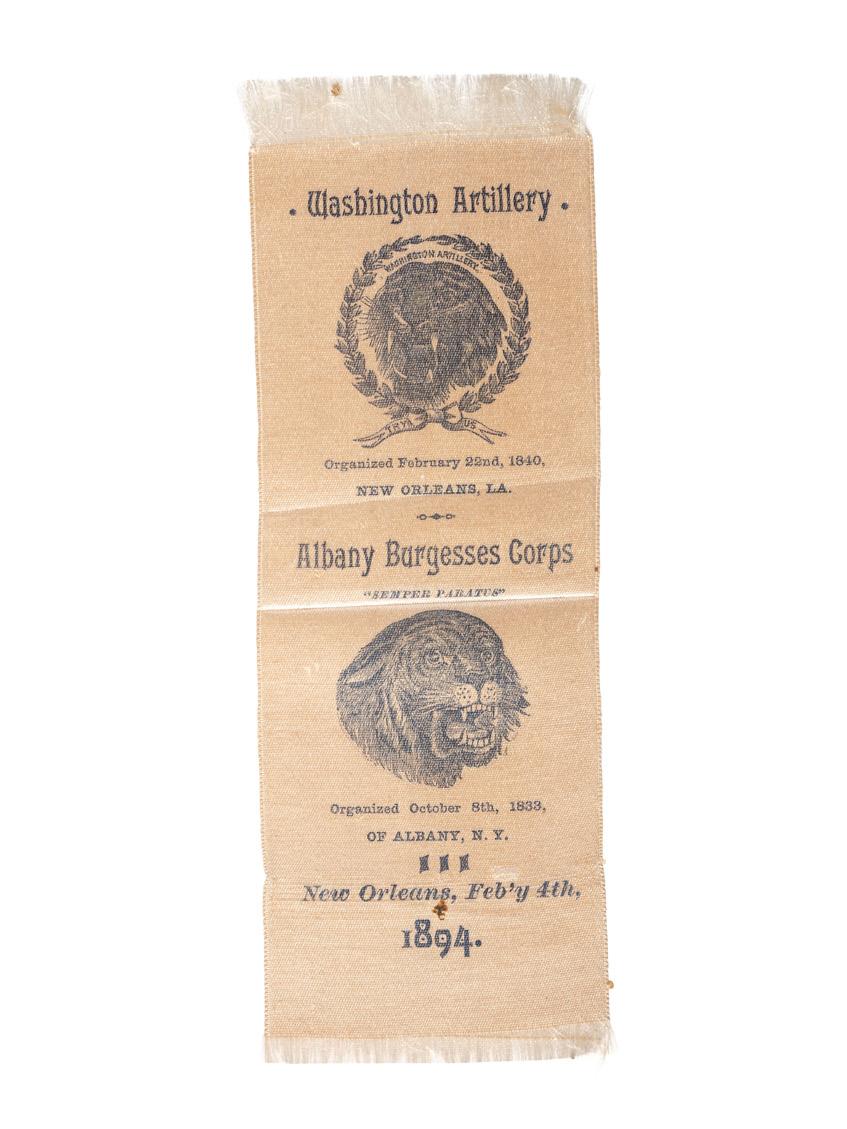 . Washington Artillery .
WASHINGTON ARTILLERY.
TRY US
Organized February 22nd, 1840,
NEW ORLEANS, LA.
Albany Burgesses Corps
"SEMPER PARATUS"
Organized October 8th, 1833,
OF ALBANY, N. Y.
New Orleans, Feb'y 4th,
1894.